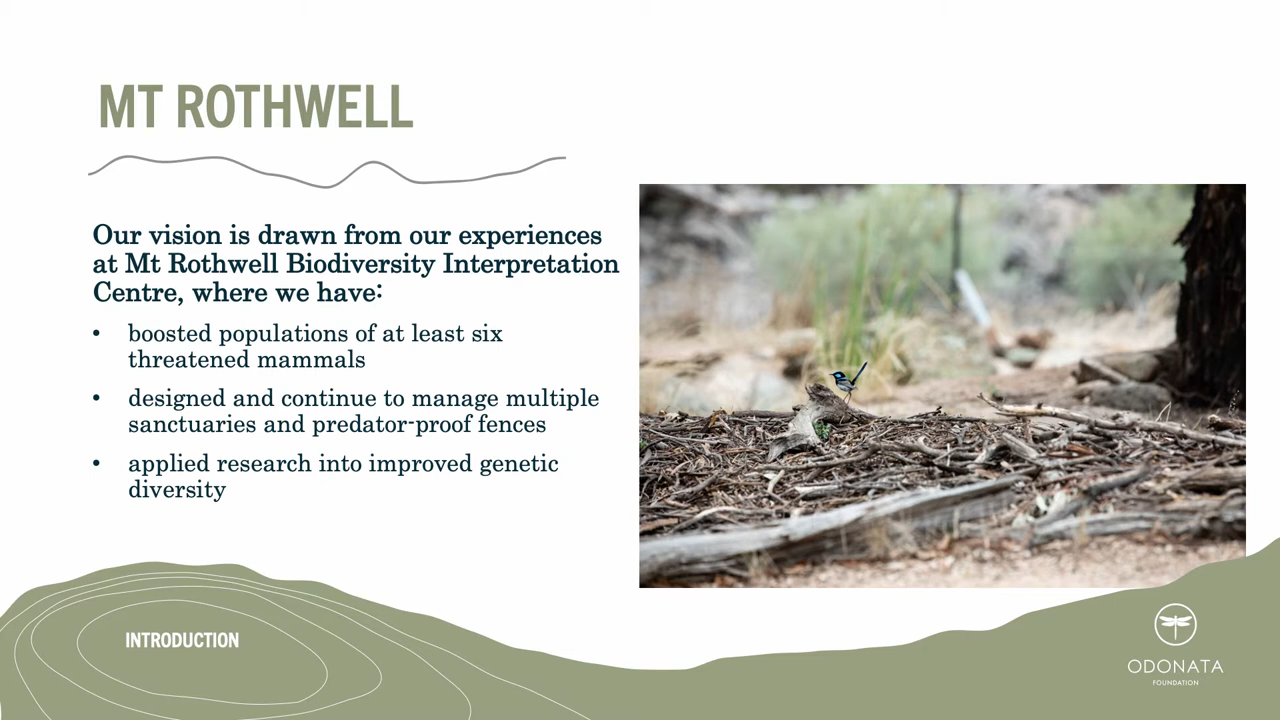 MT ROTHWELL
Our vision is drawn from our experiences
at Mt Rothwell Biodiversity Interpretation
Centre, where we have:
• boosted populations of at least six
threatened mammals
• designed and continue to manage multiple
sanctuaries and predator-proof fences
• applied research into improved genetic
diversity
INTRODUCTION
ODONATA
FOUNDATION